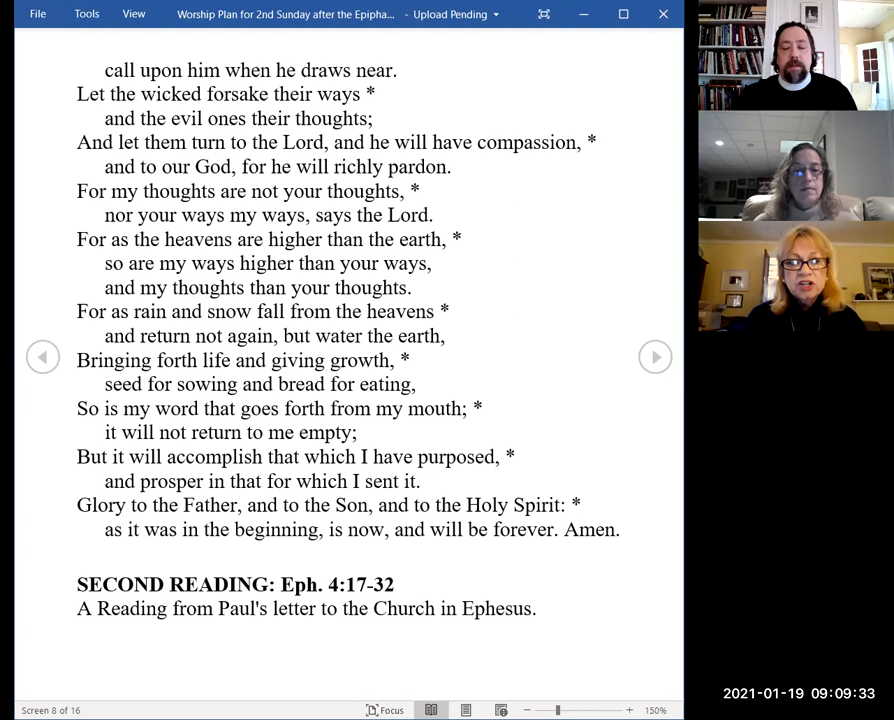 File Tools View Worship Plan for 2nd Sunday after the Epipha... - Upload Pending
call upon him when he draws near.
Let the wicked forsake their ways *
and the evil ones their thoughts;
And let them turn to the Lord, and he will have compassion, *
and to our God, for he will richly pardon.
For my thoughts are not your thoughts, *
nor your ways my ways, says the Lord.
For as the heavens are higher than the earth, *
so are my ways higher than your ways,
and my thoughts than your thoughts.
For as rain and snow fall from the heavens *
and return not again, but water the earth,
Bringing forth life and giving growth, *
seed for sowing and bread for eating,
So is my word that goes forth from my mouth; *
it will not return to me empty;
But it will accomplish that which I have purposed, *
and prosper in that for which I sent it.
Glory to the Father, and to the Son, and to the Holy Spirit: *
as it was in the beginning, is now, and will be forever. Amen.
SECOND READING: Eph. 4:17-32
A Reading from Paul's letter to the Church in Ephesus.
2021-01-19 09:09:33
Screen 8 of 16 Focus 150%